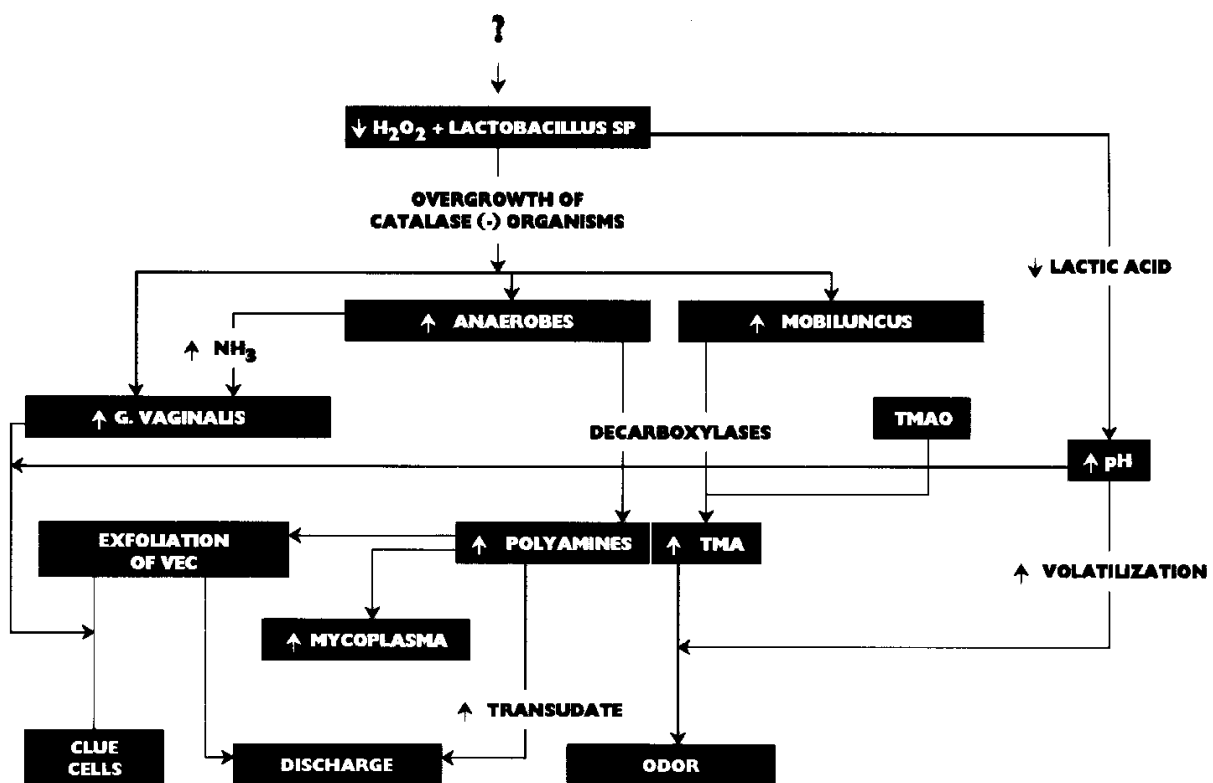 ?
↓ H₂O₂ + LACTOBACILLUS SP
OVERGROWTH OF
CATALASE (-) ORGANISMS
↓ LACTIC ACID
↑ ANAEROBES
↑ MOBILUNCUS
↑ NH₃
↑ G. VAGINALIS
TMAO
DECARBOXYLASES
↑ pH
EXFOLIATION
OF VEC
↑ POLYAMINES
↑ TMA
↑ VOLATILIZATION
↑ MYCOPLASMA
↑ TRANSUDATE
CLUE
CELLS
DISCHARGE
ODOR